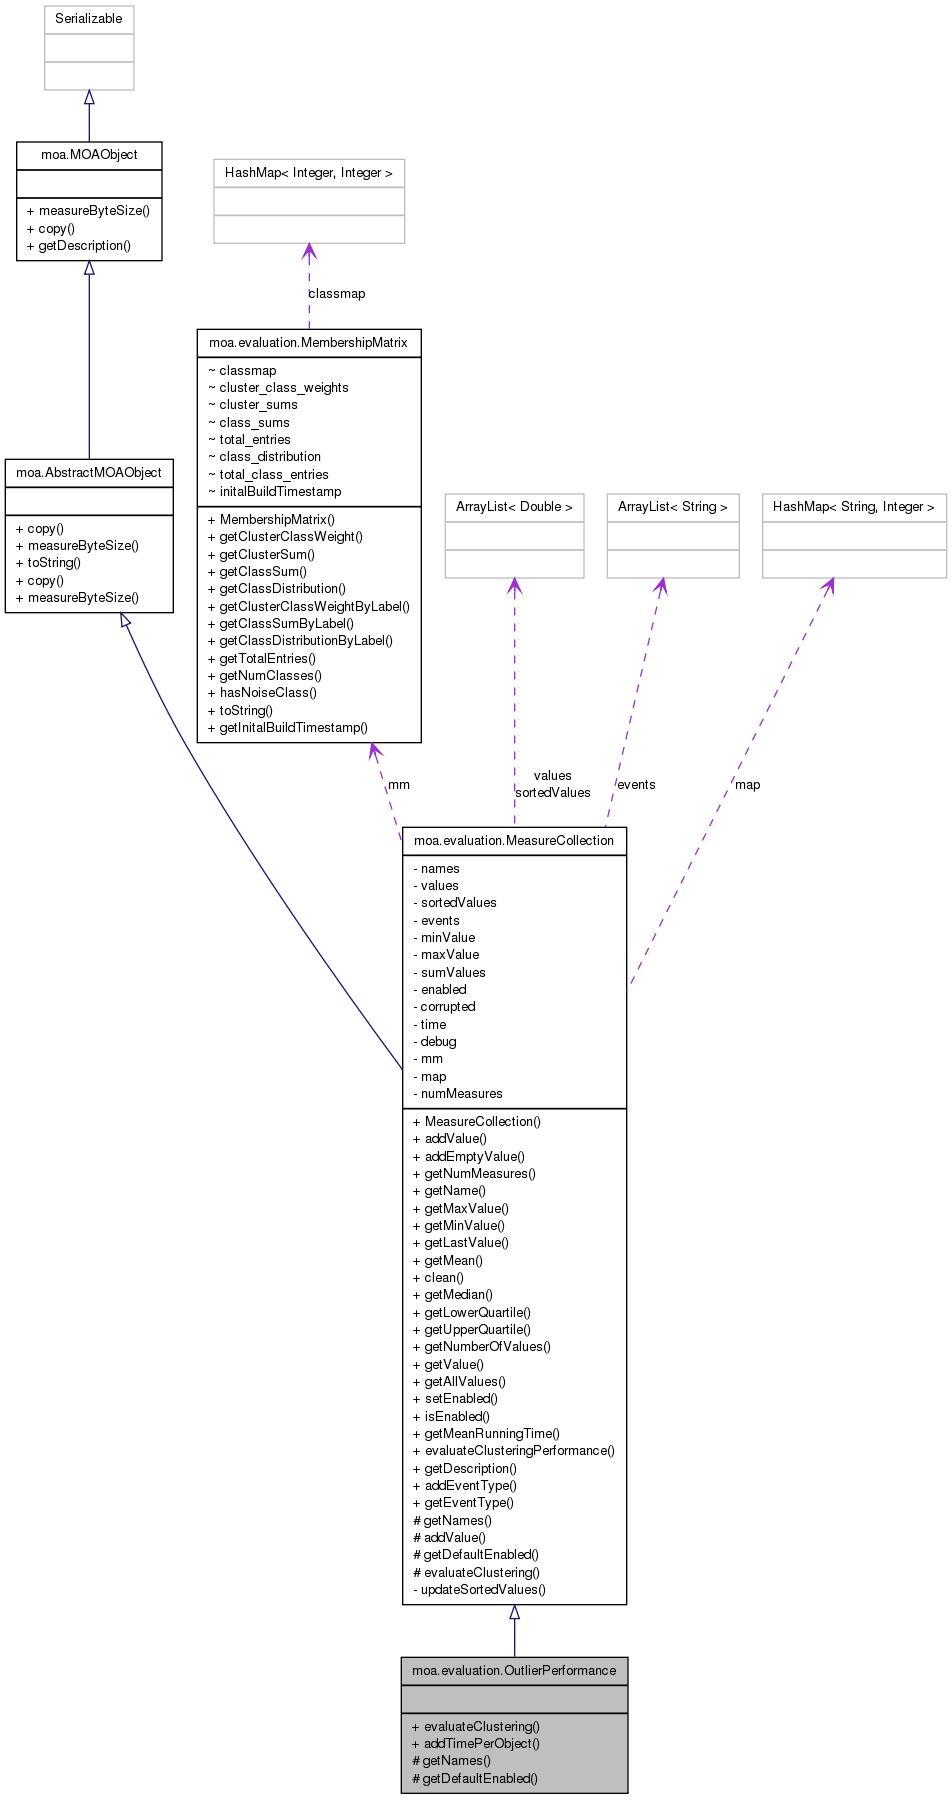 Serializable
moa.MOAObject
+ measureByteSize()
+ copy()
+ getDescription()
HashMap< Integer, Integer >
classmap
moa.evaluation.MembershipMatrix
~ classmap
~ cluster_class_weights
~ cluster_sums
~ class_sums
~ total_entries
~ class_distribution
~ total_class_entries
~ initalBuildTimestamp
+ MembershipMatrix()
+ getClusterClassWeight()
+ getClusterSum()
+ getClassSum()
+ getClassDistribution()
+ getClusterClassWeightByLabel()
+ getClassSumByLabel()
+ getClassDistributionByLabel()
+ getTotalEntries()
+ getNumClasses()
+ hasNoiseClass()
+ toString()
+ getInitalBuildTimestamp()
moa.AbstractMOAObject
+ copy()
+ measureByteSize()
+ toString()
+ copy()
+ measureByteSize()
ArrayList< Double >
ArrayList< String >
HashMap< String, Integer >
mm
values
sortedValues
events
map
moa.evaluation.MeasureCollection
- names
- values
- sortedValues
- events
- minValue
- maxValue
- sumValues
- enabled
- corrupted
- time
- debug
- mm
- map
- numMeasures
+ MeasureCollection()
+ addValue()
+ addEmptyValue()
+ getNumMeasures()
+ getName()
+ getMaxValue()
+ getMinValue()
+ getLastValue()
+ getMean()
+ clean()
+ getMedian()
+ getLowerQuartile()
+ getUpperQuartile()
+ getNumberOfValues()
+ getValue()
+ getAllValues()
+ setEnabled()
+ isEnabled()
+ getMeanRunningTime()
+ evaluateClusteringPerformance()
+ getDescription()
+ addEventType()
+ getEventType()
# getNames()
# addValue()
# getDefaultEnabled()
# evaluateClustering()
- updateSortedValues()
moa.evaluation.OutlierPerformance
+ evaluateClustering()
+ addTimePerObject()
# getNames()
# getDefaultEnabled()